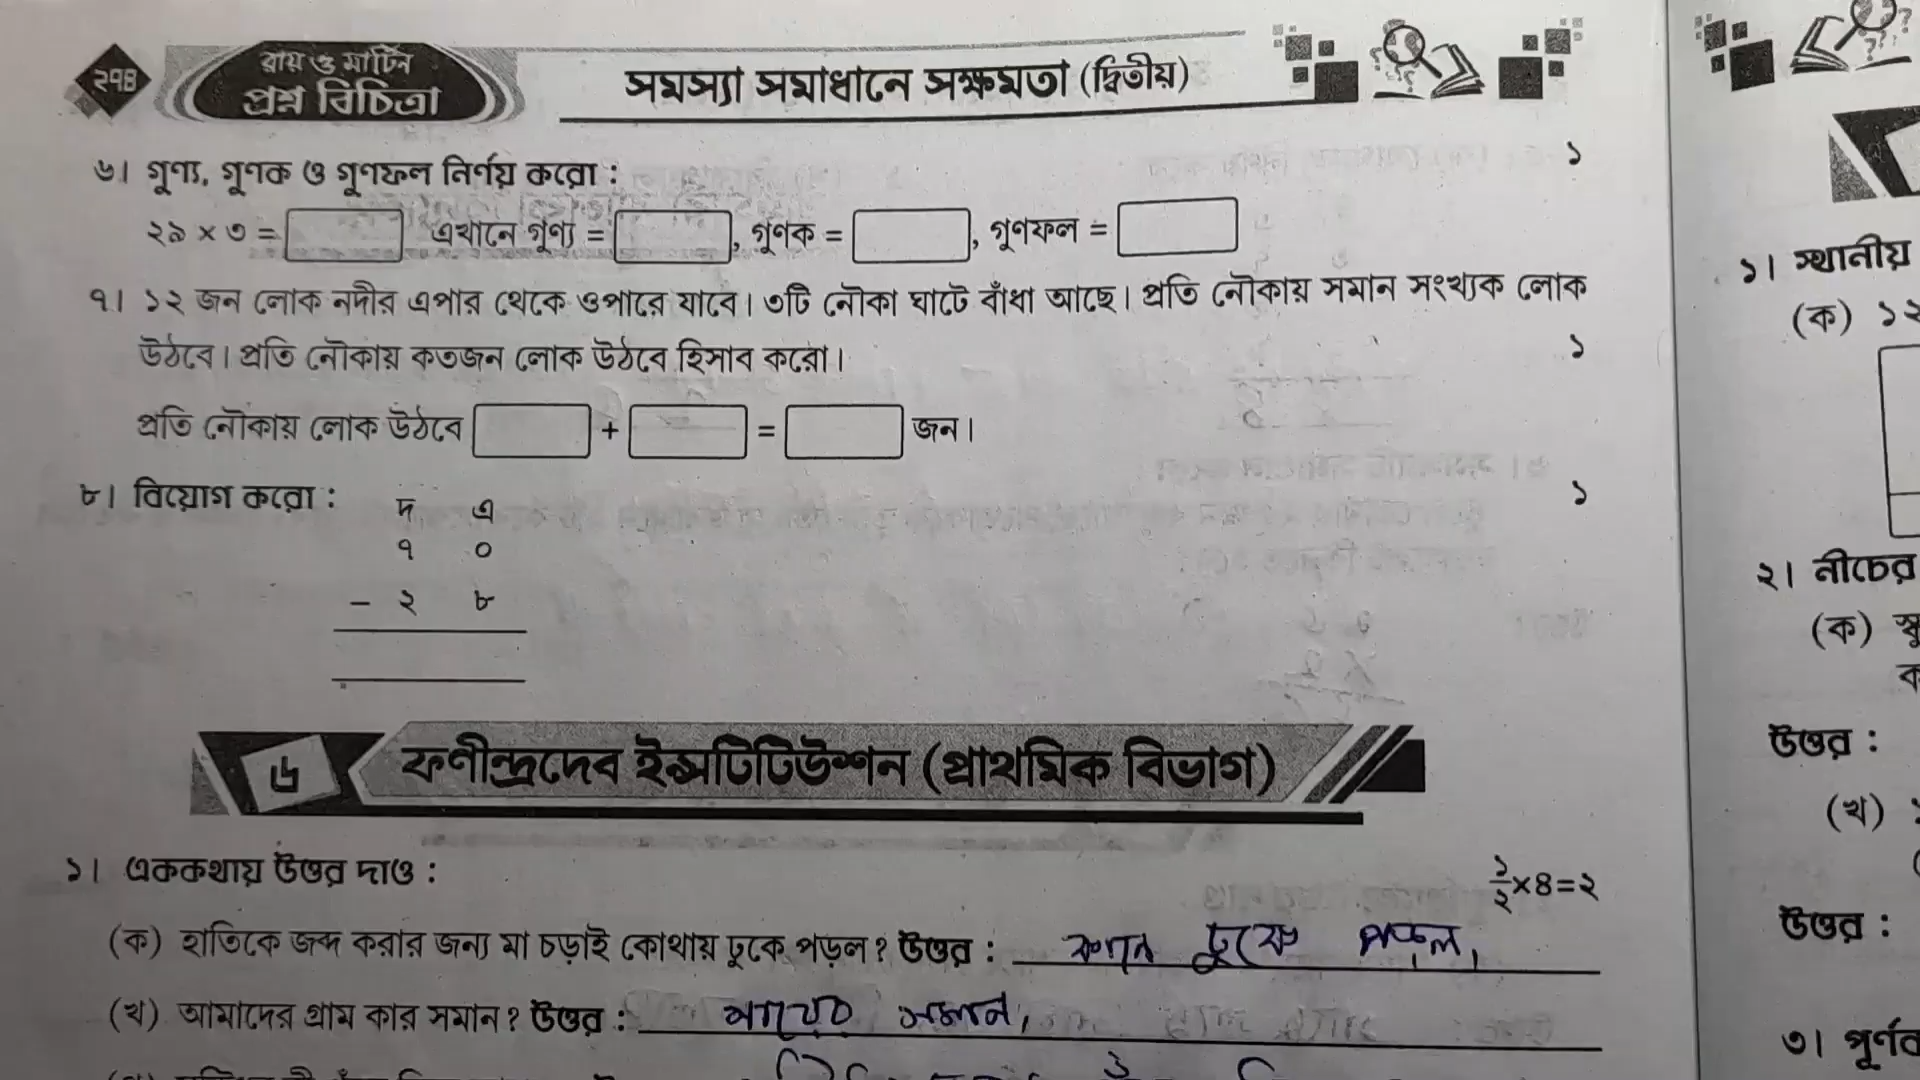 ২৭৪
রায় ও মার্টিন
প্রশ্ন বিচিত্রা
সমস্যা সমাধানে সক্ষমতা (দ্বিতীয়)
৬। গুণ্য, গুণক ও গুণফল নির্ণয় করো : ১
২৯ × ৩ = এখানে গুণ্য = , গুণক = , গুণফল =
৭। ১২ জন লোক নদীর এপার থেকে ওপারে যাবে। ৩টি নৌকা ঘাটে বাঁধা আছে। প্রতি নৌকায় সমান সংখ্যক লোক
উঠবে। প্রতি নৌকায় কতজন লোক উঠবে হিসাব করো। ১
প্রতি নৌকায় লোক উঠবে + = জন।
৮। বিয়োগ করো : ১
দ এ
৭ ০
– ২ ৮
৬ ফণীন্দ্রদেব ইন্সটিটিউশন (প্রাথমিক বিভাগ)
১। এককথায় উত্তর দাও : ১/২×৪=২
(ক) হাতিকে জব্দ করার জন্য মা চড়াই কোথায় ঢুকে পড়ল? উত্তর : কানে ঢুকে পড়ল।
(খ) আমাদের গ্রাম কার সমান? উত্তর : মায়ের সমান।
১। স্থানীয়
(ক) ১২
২। নীচের
(ক)
উত্তর :
(খ)
উত্তর :
৩।